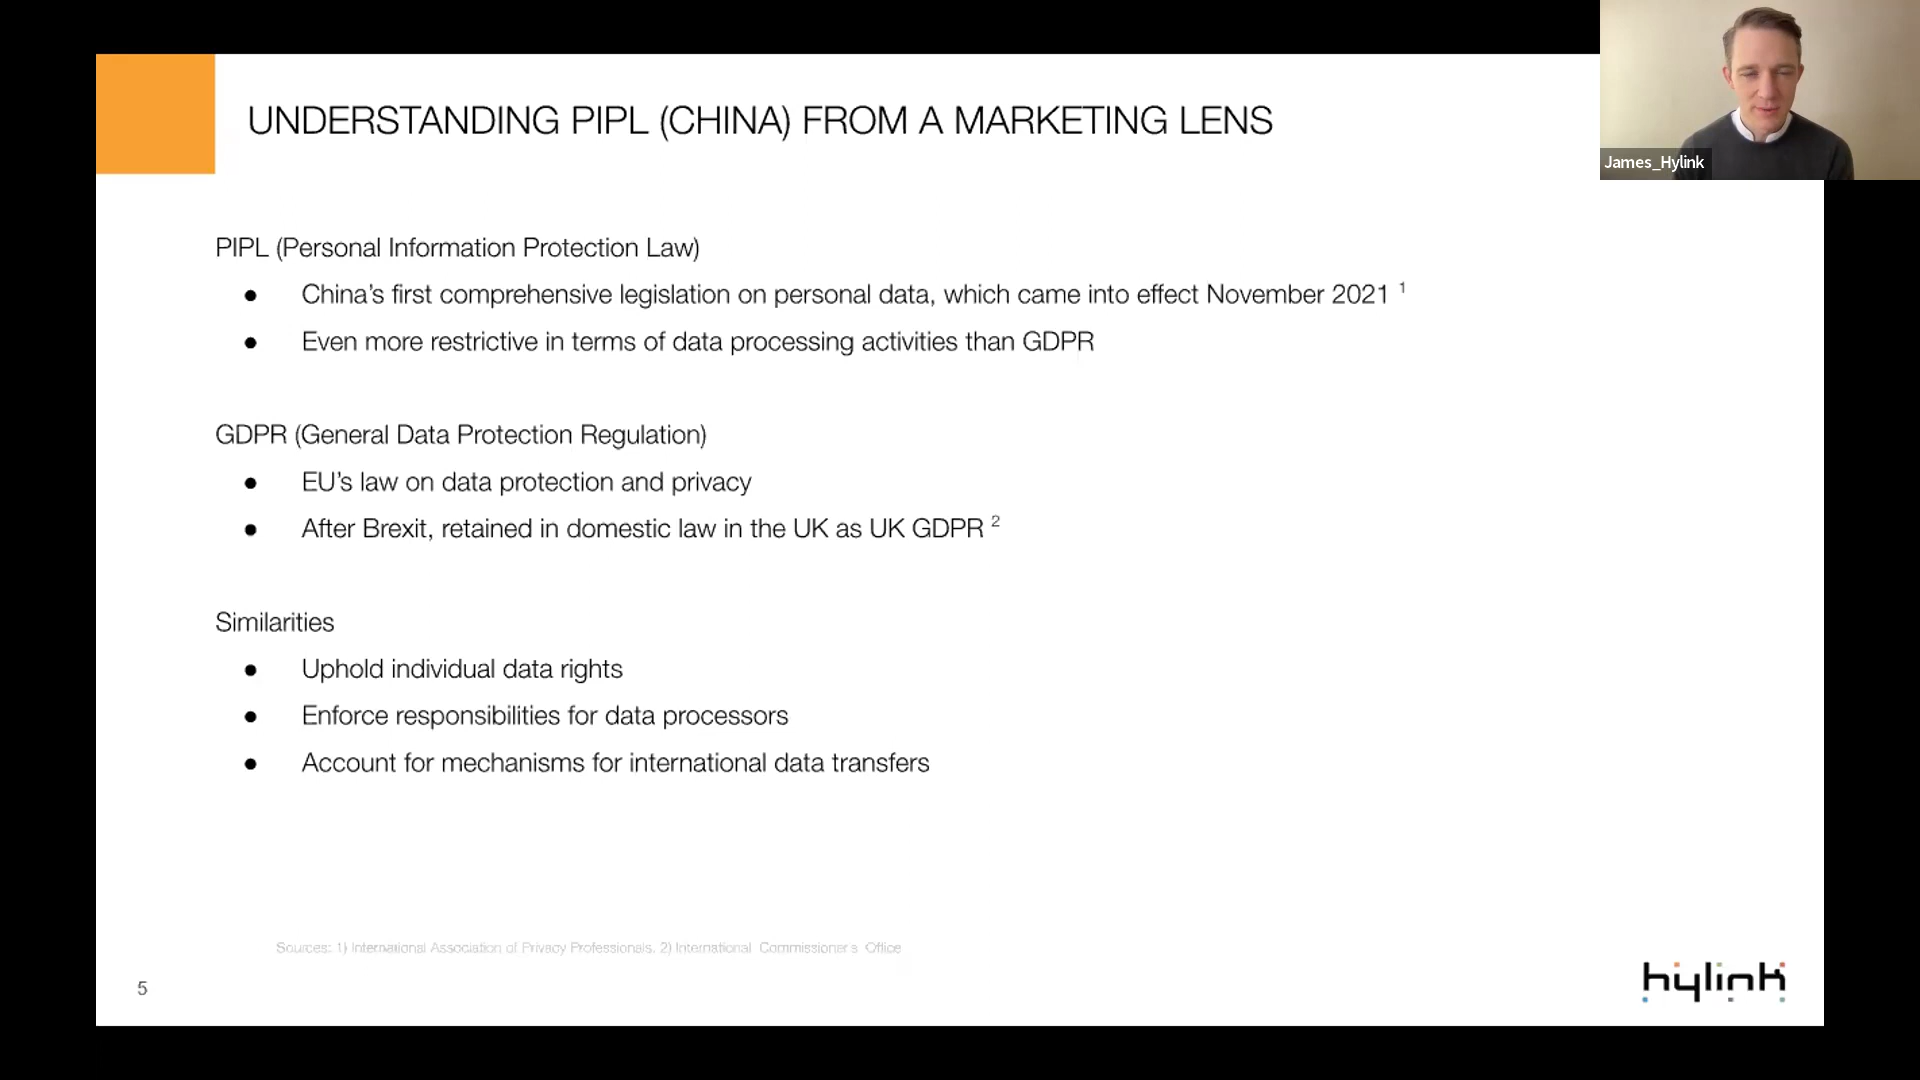 UNDERSTANDING PIPL (CHINA) FROM A MARKETING LENS
James_Hylink
PIPL (Personal Information Protection Law)
● China’s first comprehensive legislation on personal data, which came into effect November 2021 ¹
● Even more restrictive in terms of data processing activities than GDPR
GDPR (General Data Protection Regulation)
● EU’s law on data protection and privacy
● After Brexit, retained in domestic law in the UK as UK GDPR ²
Similarities
● Uphold individual data rights
● Enforce responsibilities for data processors
● Account for mechanisms for international data transfers
Sources: 1) International Association of Privacy Professionals. 2) International Commissioner's Office
5
hylink